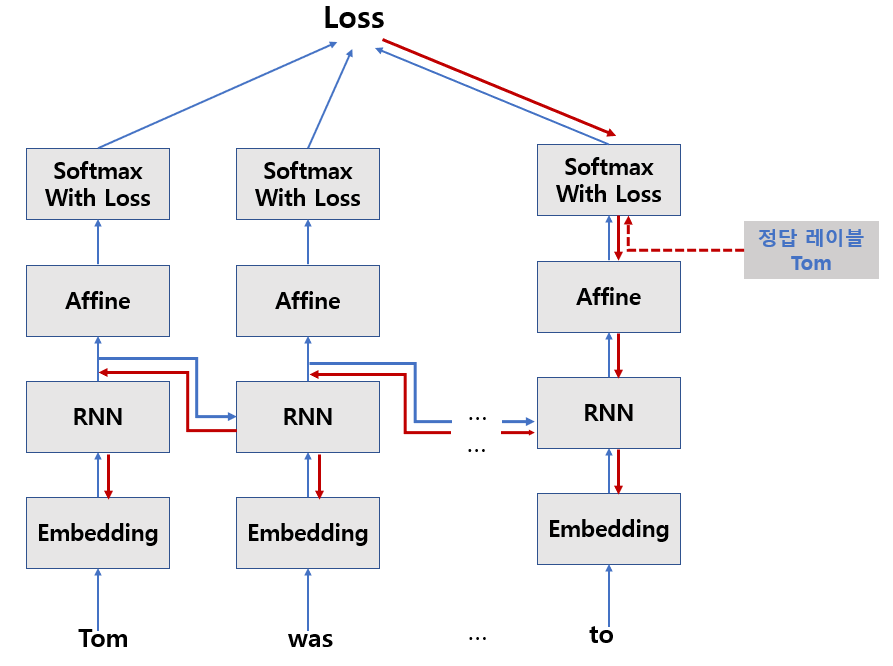 Loss
Softmax
With Loss
Softmax
With Loss
Softmax
With Loss
정답 레이블
Tom
Affine
Affine
Affine
RNN
RNN
...
...
RNN
Embedding
Embedding
Embedding
Tom
was
...
to